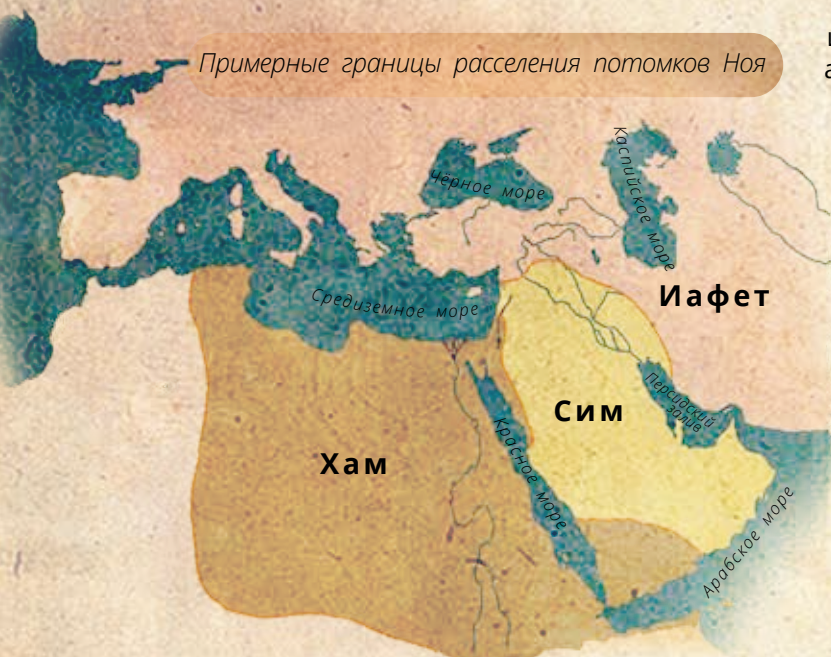 Примерные границы расселения потомков Ноя
Чёрное море
Каспийское море
Средиземное море
Иафет
Персидский
залив
Сим
Красное море
Хам
Арабское море